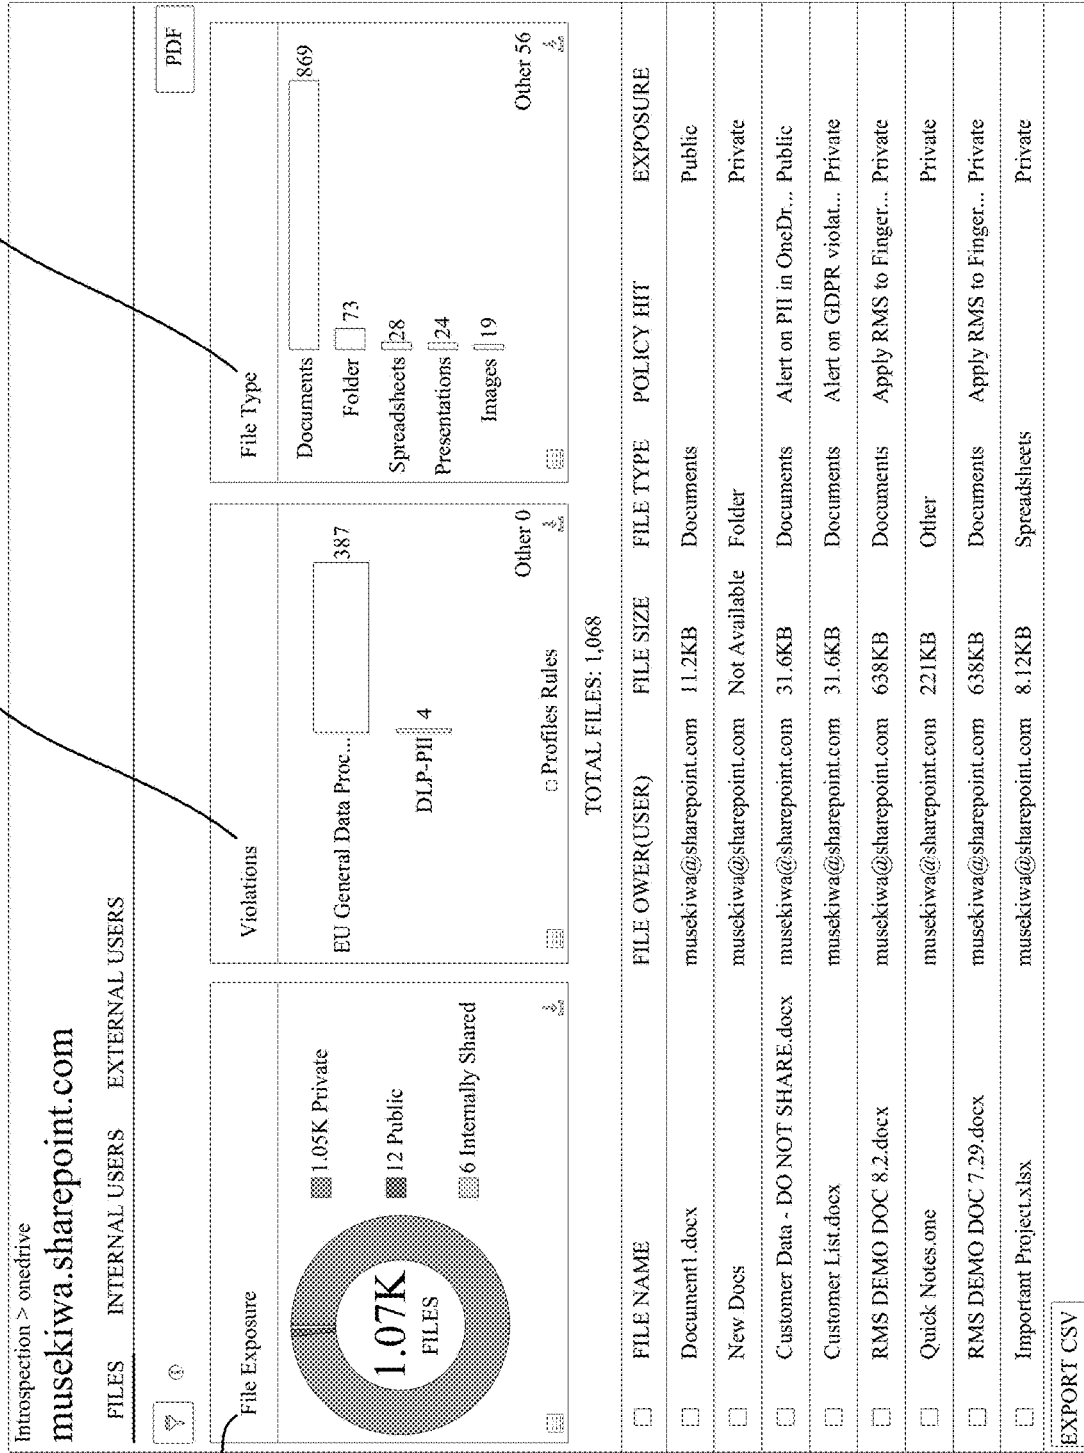 Introspection > onedrive
musekiwa.sharepoint.com
FILES INTERNAL USERS EXTERNAL USERS
PDF
File Exposure
1.07K
FILES
1.05K Private
12 Public
6 Internally Shared
Violations
EU General Data Proc... 387
DLP-PII 4
Profiles Rules
Other 0
File Type
Documents 869
Folder 73
Spreadsheets 28
Presentations 24
Images 19
Other 56
TOTAL FILES: 1,068
FILE NAME FILE OWER(USER) FILE SIZE FILE TYPE POLICY HIT EXPOSURE
Document1.docx musekiwa@sharepoint.com 11.2KB Documents Public
New Docs musekiwa@sharepoint.com Not Available Folder Private
Customer Data - DO NOT SHARE.docx musekiwa@sharepoint.com 31.6KB Documents Alert on PII in OneDr... Public
Customer List.docx musekiwa@sharepoint.com 31.6KB Documents Alert on GDPR violat... Private
RMS DEMO DOC 8.2.docx musekiwa@sharepoint.com 638KB Documents Apply RMS to Finger... Private
Quick Notes.one musekiwa@sharepoint.com 221KB Other Private
RMS DEMO DOC 7.29.docx musekiwa@sharepoint.com 638KB Documents Apply RMS to Finger... Private
Important Project.xlsx musekiwa@sharepoint.com 8.12KB Spreadsheets Private
EXPORT CSV